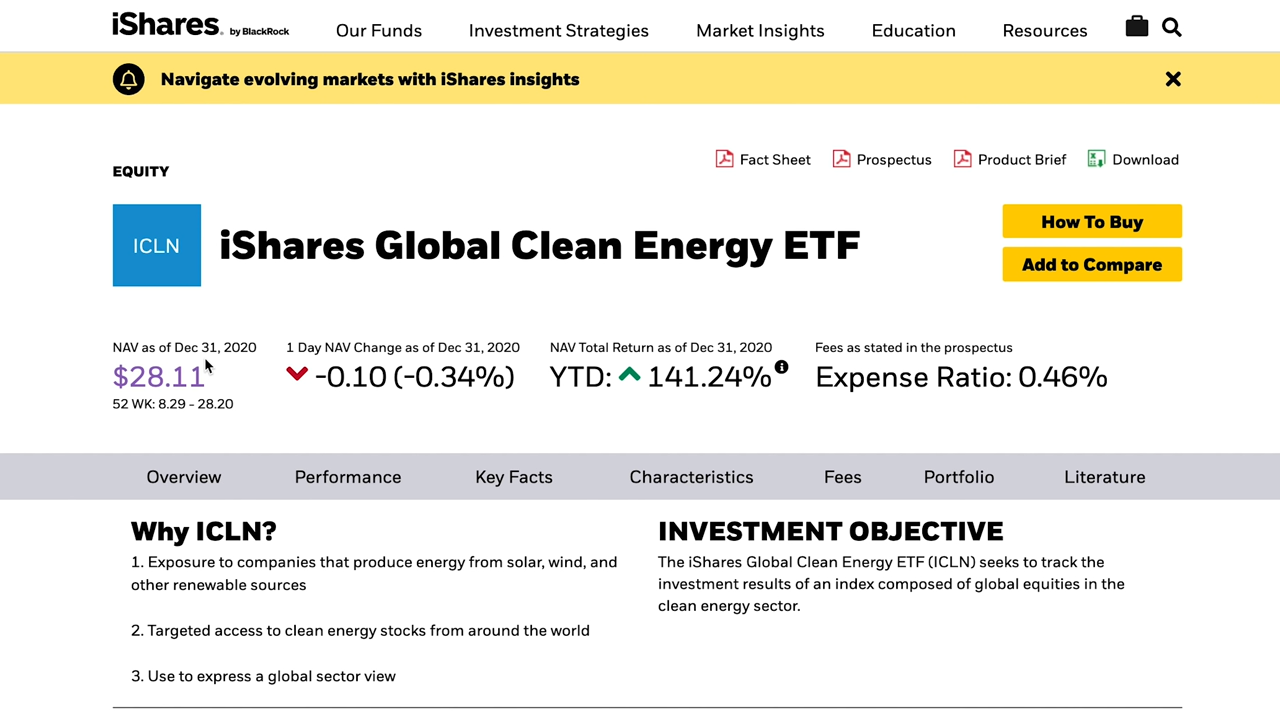 iShares. by BlackRock
Our Funds
Investment Strategies
Market Insights
Education
Resources
Navigate evolving markets with iShares insights
Fact Sheet
Prospectus
Product Brief
Download
EQUITY
ICLN
iShares Global Clean Energy ETF
How To Buy
Add to Compare
NAV as of Dec 31, 2020
$28.11
52 WK: 8.29 - 28.20
1 Day NAV Change as of Dec 31, 2020
-0.10 (-0.34%)
NAV Total Return as of Dec 31, 2020
YTD: 141.24%
Fees as stated in the prospectus
Expense Ratio: 0.46%
Overview
Performance
Key Facts
Characteristics
Fees
Portfolio
Literature
Why ICLN?
1. Exposure to companies that produce energy from solar, wind, and
other renewable sources
2. Targeted access to clean energy stocks from around the world
3. Use to express a global sector view
INVESTMENT OBJECTIVE
The iShares Global Clean Energy ETF (ICLN) seeks to track the
investment results of an index composed of global equities in the
clean energy sector.